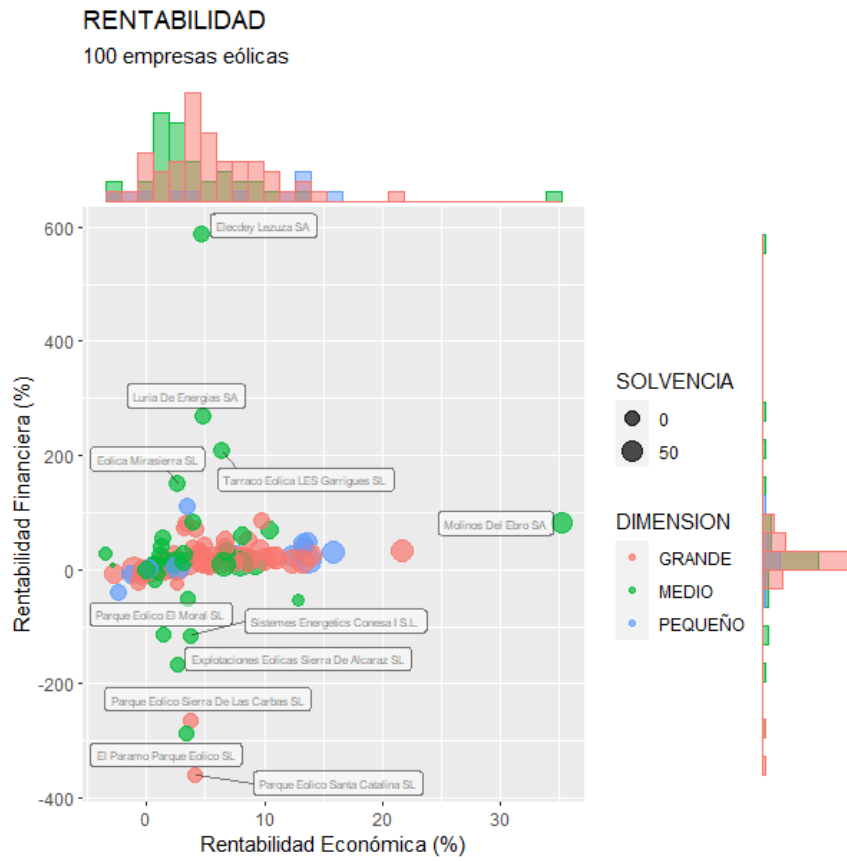 RENTABILIDAD
100 empresas eólicas
600
400
200
0
-200
-400
Rentabilidad Financiera (%)
Elecdey Lezuza SA
Luria De Energias SA
Eolica Mirasierra SL
Tarraco Eolica LES Garrigues SL
Molinos Del Ebro SA
Parque Eolico El Moral SL
Sistemes Energetics Conesa I S.L.
Explotaciones Eolicas Sierra De Alcaraz SL
Parque Eolico Sierra De Las Carbas SL
El Paramo Parque Eolico SL
Parque Eolico Santa Catalina SL
0
10
20
30
Rentabilidad Económica (%)
SOLVENCIA
0
50
DIMENSION
GRANDE
MEDIO
PEQUEÑO